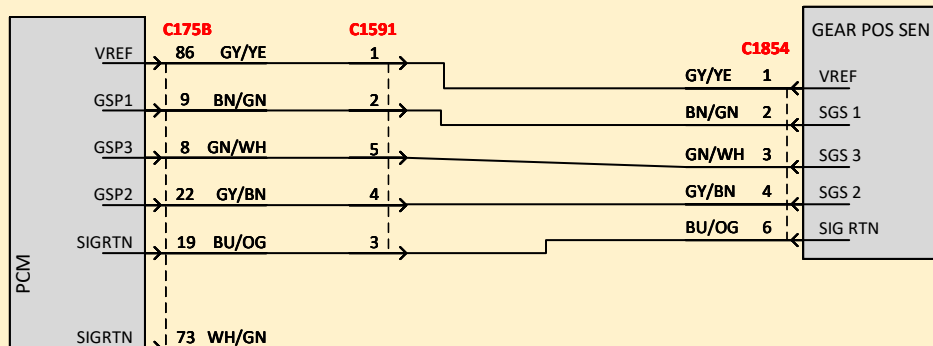 C175B C1591 GEAR POS SEN
C1854
VREF 86 GY/YE 1 GY/YE 1 VREF
GSP1 9 BN/GN 2 BN/GN 2 SGS 1
GSP3 8 GN/WH 5 GN/WH 3 SGS 3
GSP2 22 GY/BN 4 GY/BN 4 SGS 2
SIGRTN 19 BU/OG 3 BU/OG 6 SIG RTN
PCM
SIGRTN 73 WH/GN